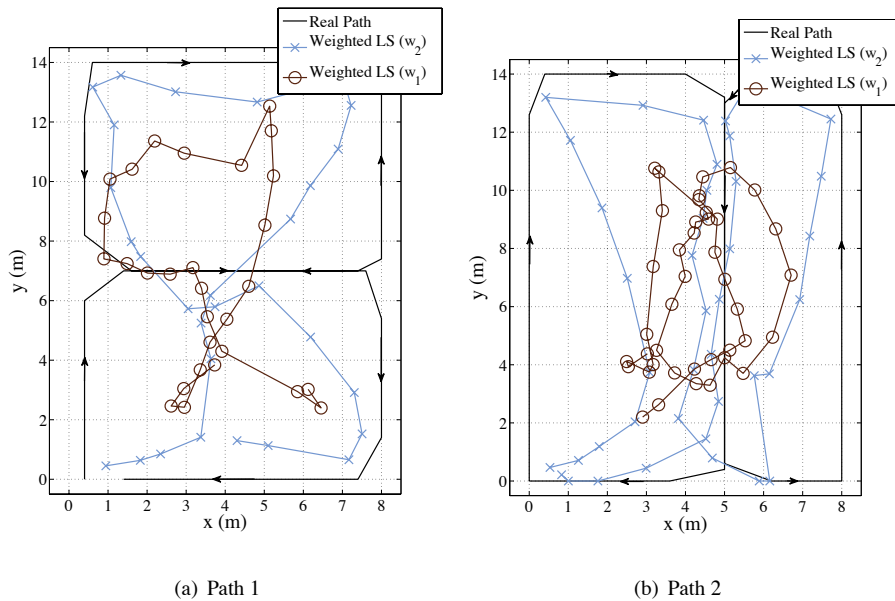 Real Path
Weighted LS (w2)
Weighted LS (w1)
14
12
10
8
6
4
2
0
y (m)
0 1 2 3 4 5 6 7 8
x (m)
(a) Path 1
Real Path
Weighted LS (w2)
Weighted LS (w1)
14
12
10
8
6
4
2
0
y (m)
0 1 2 3 4 5 6 7 8
x (m)
(b) Path 2